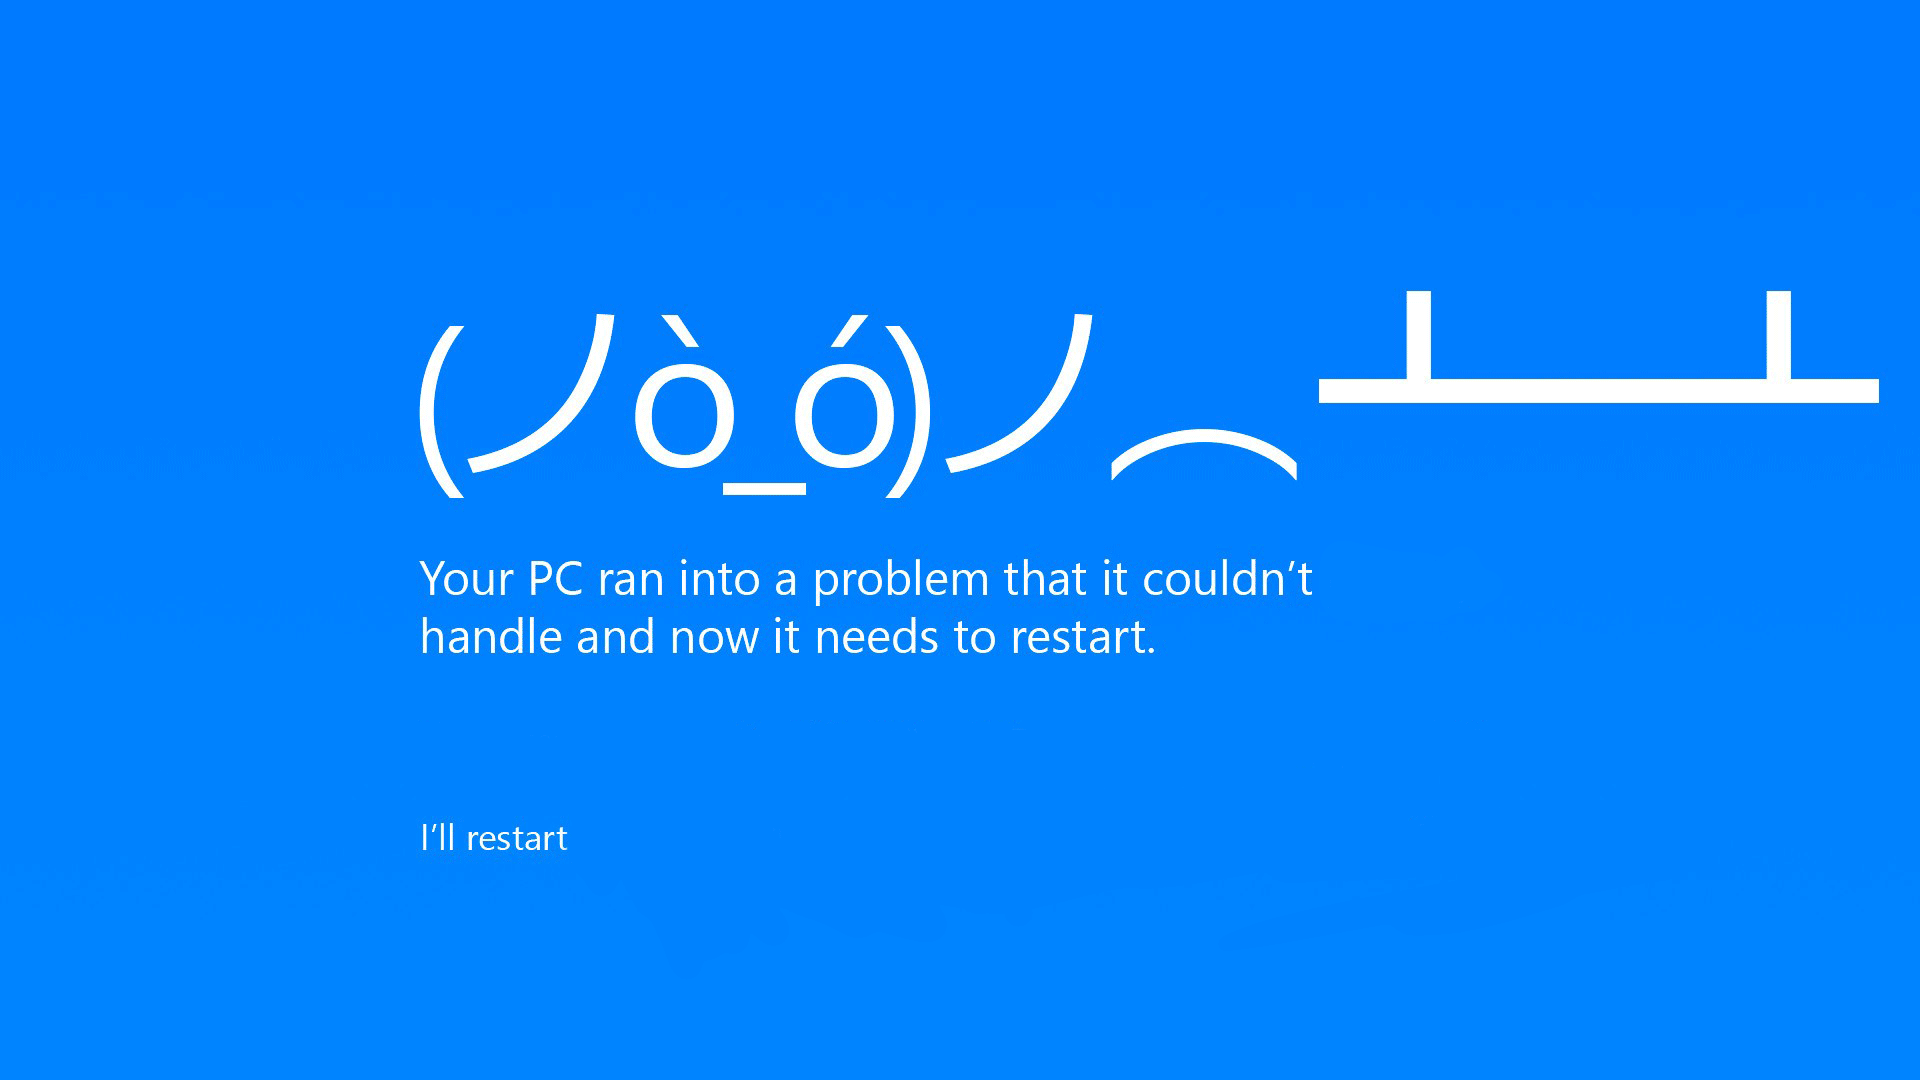 (ノò_ó)ノ︵┻━┻
Your PC ran into a problem that it couldn’t
handle and now it needs to restart.
I’ll restart